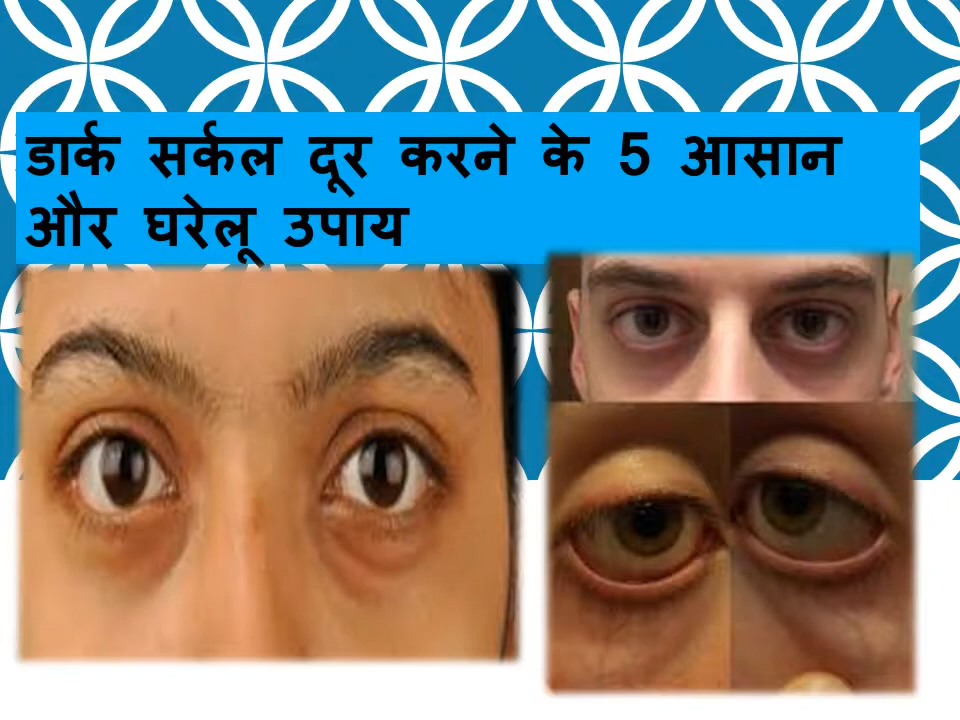 डार्क सर्कल दूर करने के 5 आसान
और घरेलू उपाय